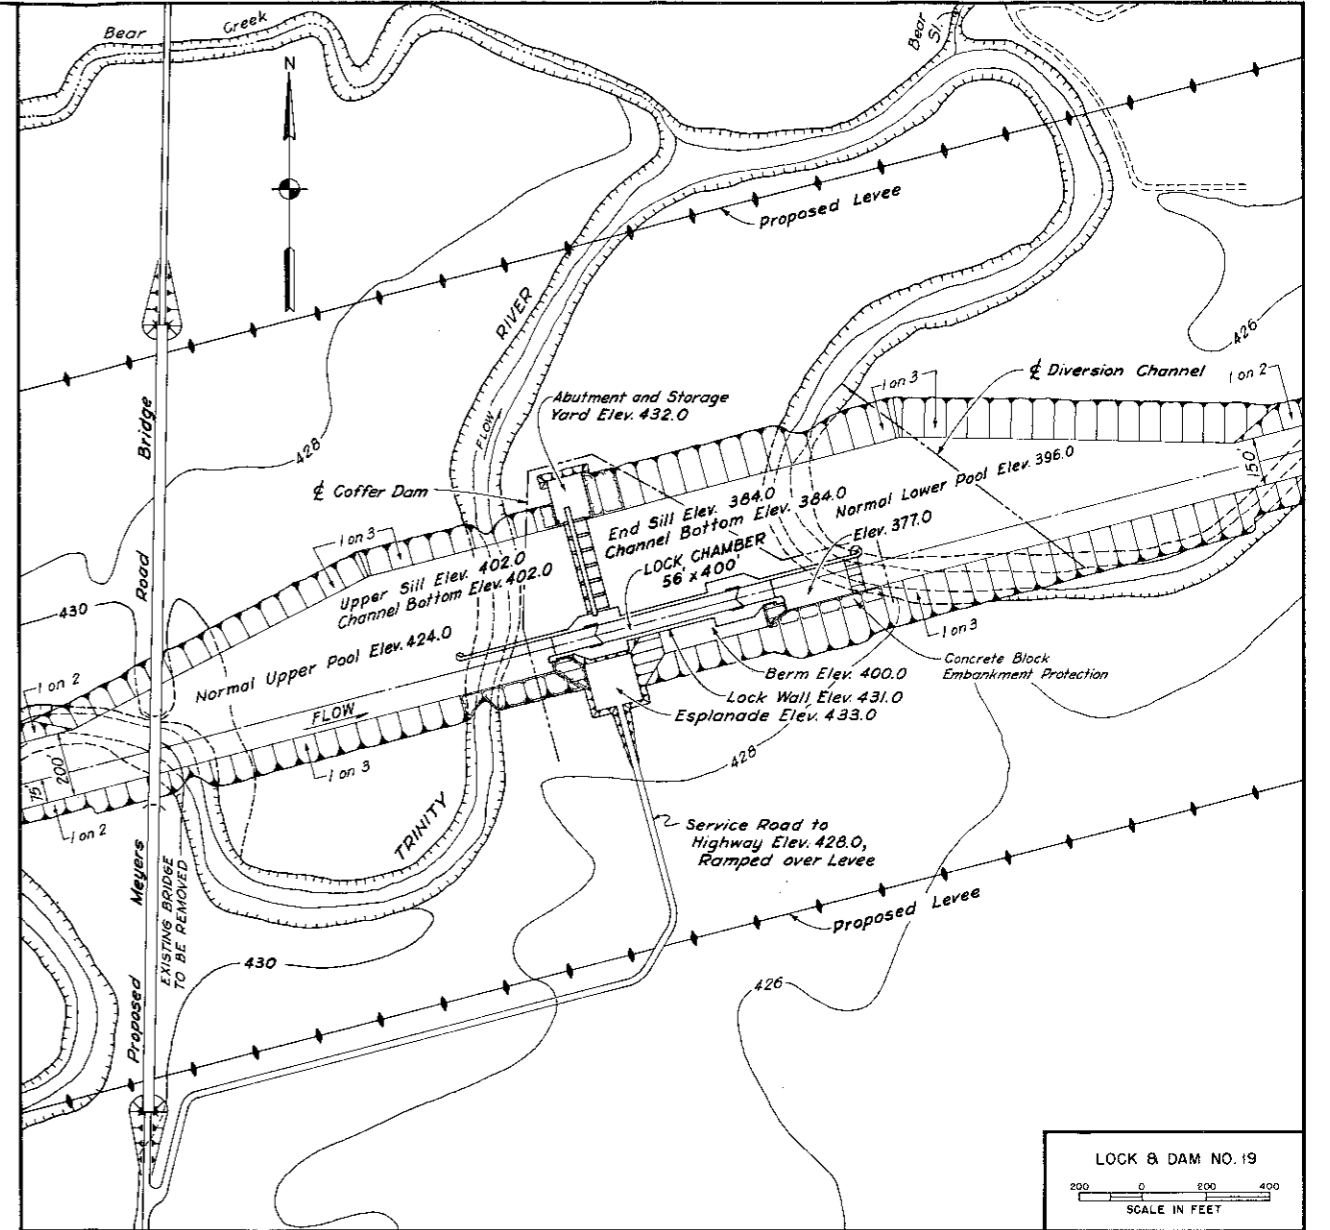 Bear Creek
N
Bear
Sl.
Proposed Levee
RIVER
FLOW
426
℄ Diversion Channel
1 on 3
1 on 2
Abutment and Storage
Yard Elev. 432.0
428
℄ Coffer Dam
1 on 3
End Sill Elev. 384.0
Channel Bottom Elev. 384.0
Normal Lower Pool Elev. 396.0
150'
Elev. 377.0
LOCK CHAMBER
56' x 400'
Upper Sill Elev. 402.0
Channel Bottom Elev. 402.0
Normal Upper Pool Elev. 424.0
430
1 on 2
FLOW
200'
75'
1 on 2
1 on 3
1 on 3
Concrete Block
Embankment Protection
Berm Elev. 400.0
Lock Wall Elev. 431.0
Esplanade Elev. 433.0
428
TRINITY
Service Road to
Highway Elev. 428.0,
Ramped over Levee
Proposed Levee
Proposed Meyers Road Bridge
EXISTING BRIDGE
TO BE REMOVED
430
426
LOCK & DAM NO. 19
200 0 200 400
SCALE IN FEET